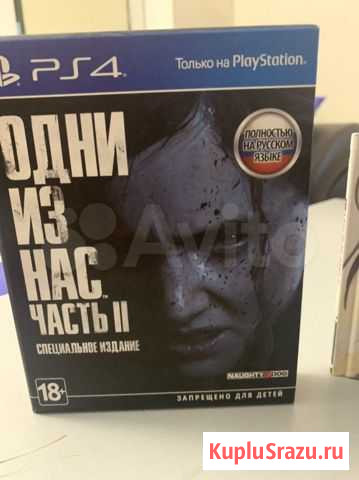 PS4
Только на PlayStation®
ПОЛНОСТЬЮ
НА РУССКОМ
ЯЗЫКЕ
ОДНИ
ИЗ
НАС™
ЧАСТЬ II
СПЕЦИАЛЬНОЕ ИЗДАНИЕ
Avito
NAUGHTY DOG
18+
ЗАПРЕЩЕНО ДЛЯ ДЕТЕЙ
KupluSrazu.ru